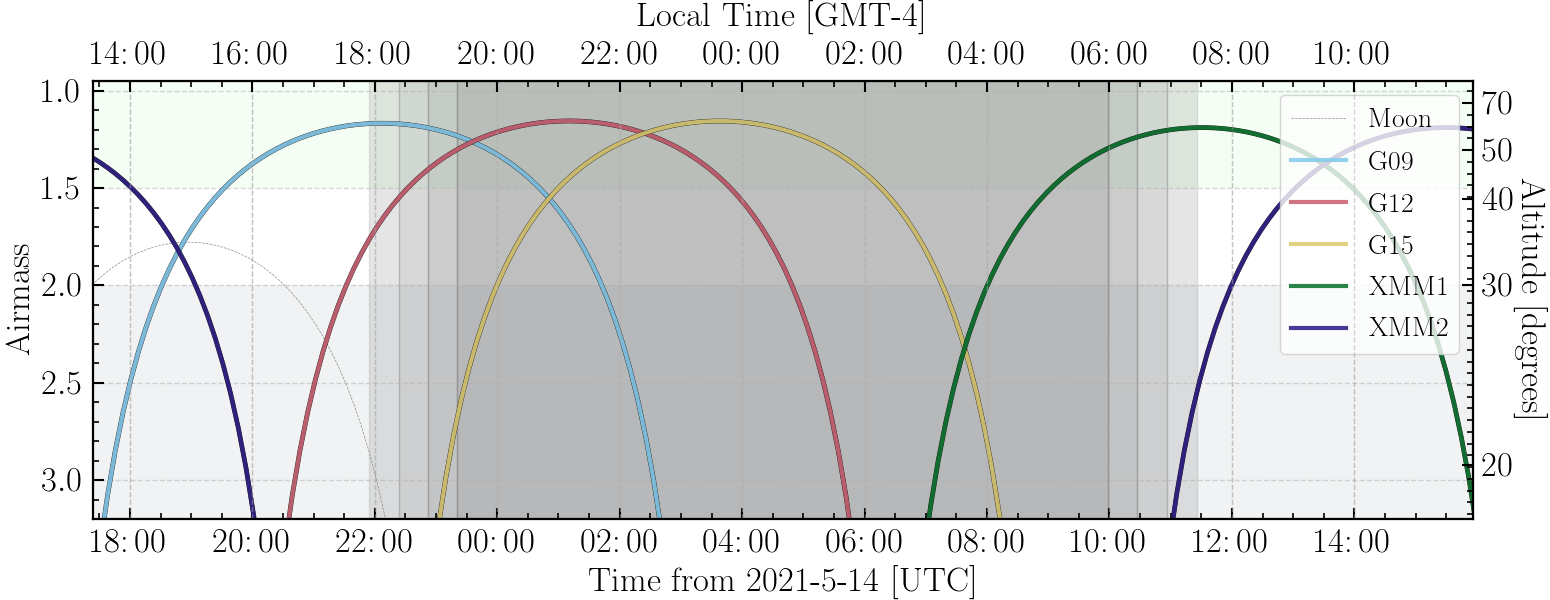 Local Time [GMT-4]
14:00 16:00 18:00 20:00 22:00 00:00 02:00 04:00 06:00 08:00 10:00
1.0
1.5
2.0
2.5
3.0
Airmass
70
50
40
30
20
Altitude [degrees]
Moon
G09
G12
G15
XMM1
XMM2
18:00 20:00 22:00 00:00 02:00 04:00 06:00 08:00 10:00 12:00 14:00
Time from 2021-5-14 [UTC]